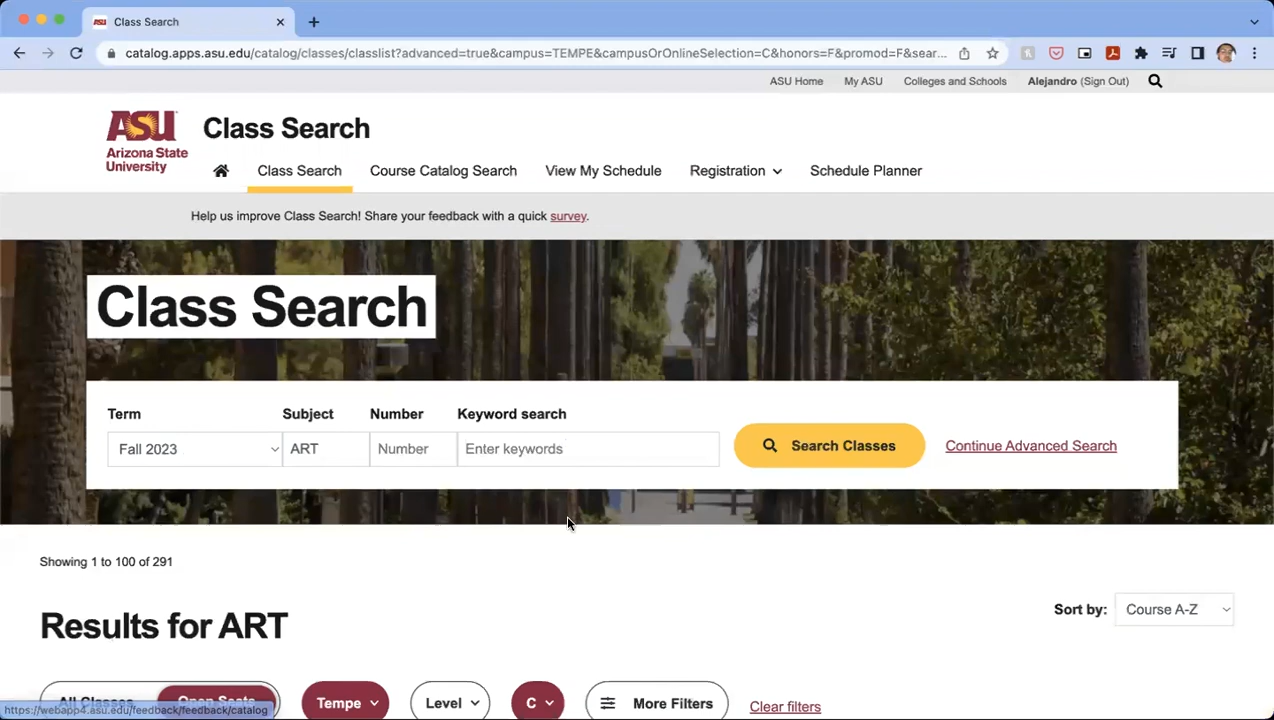 Class Search
catalog.apps.asu.edu/catalog/classes/classlist?advanced=true&campus=TEMPE&campusOrOnlineSelection=C&honors=F&promod=F&sear...
ASU Home My ASU Colleges and Schools Alejandro (Sign Out)
ASU
Arizona State
University
Class Search
Class Search Course Catalog Search View My Schedule Registration Schedule Planner
Help us improve Class Search! Share your feedback with a quick survey.
Class Search
Term Subject Number Keyword search
Fall 2023 ART Number Enter keywords Search Classes Continue Advanced Search
Showing 1 to 100 of 291
Results for ART
Sort by: Course A-Z
All Classes Open Seats Tempe Level C More Filters Clear filters
https://webapp4.asu.edu/feedback/feedback/catalog